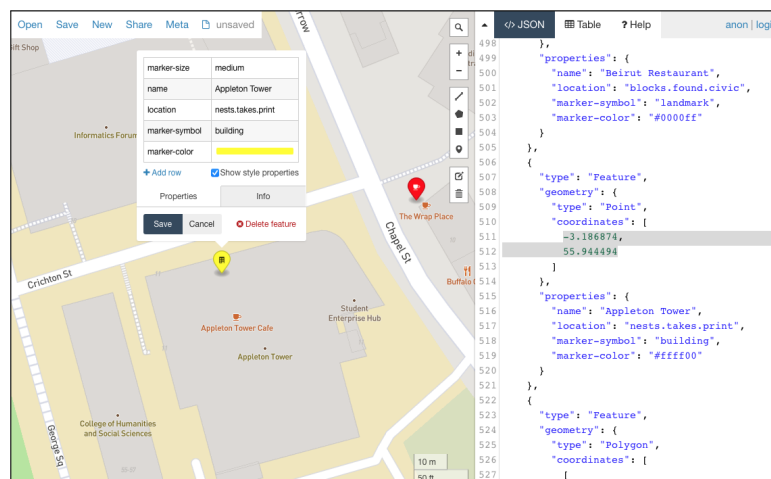 Open Save New Share Meta unsaved
</> JSON Table ? Help anon | logi
ift Shop
marker-size medium
name Appleton Tower
location nests.takes.print
marker-symbol building
marker-color
+ Add row Show style properties
Properties Info
Save Cancel Delete feature
Informatics Forum
The Wrap Place
Chapel St
Buffalo
Crichton St
Student
Enterprise Hub
Appleton Tower Cafe
Appleton Tower
College of Humanities
and Social Sciences
George Sq
10 m
50 ft
+
−
498 },
499 "properties": {
500 "name": "Beirut Restaurant",
501 "location": "blocks.found.civic",
502 "marker-symbol": "landmark",
503 "marker-color": "#0000ff"
504 }
505 },
506 {
507 "type": "Feature",
508 "geometry": {
509 "type": "Point",
510 "coordinates": [
511 -3.186874,
512 55.944494
513 ]
514 },
515 "properties": {
516 "name": "Appleton Tower",
517 "location": "nests.takes.print",
518 "marker-symbol": "building",
519 "marker-color": "#ffff00"
520 }
521 },
522 {
523 "type": "Feature",
524 "geometry": {
525 "type": "Polygon",
526 "coordinates": [
527 [